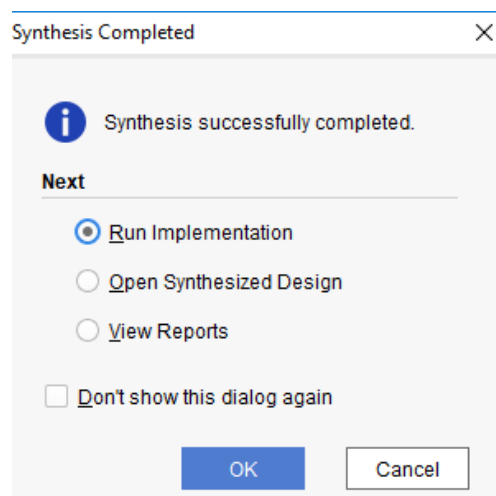 Synthesis Completed
Synthesis successfully completed.
Next
Run Implementation
Open Synthesized Design
View Reports
Don't show this dialog again
OK
Cancel